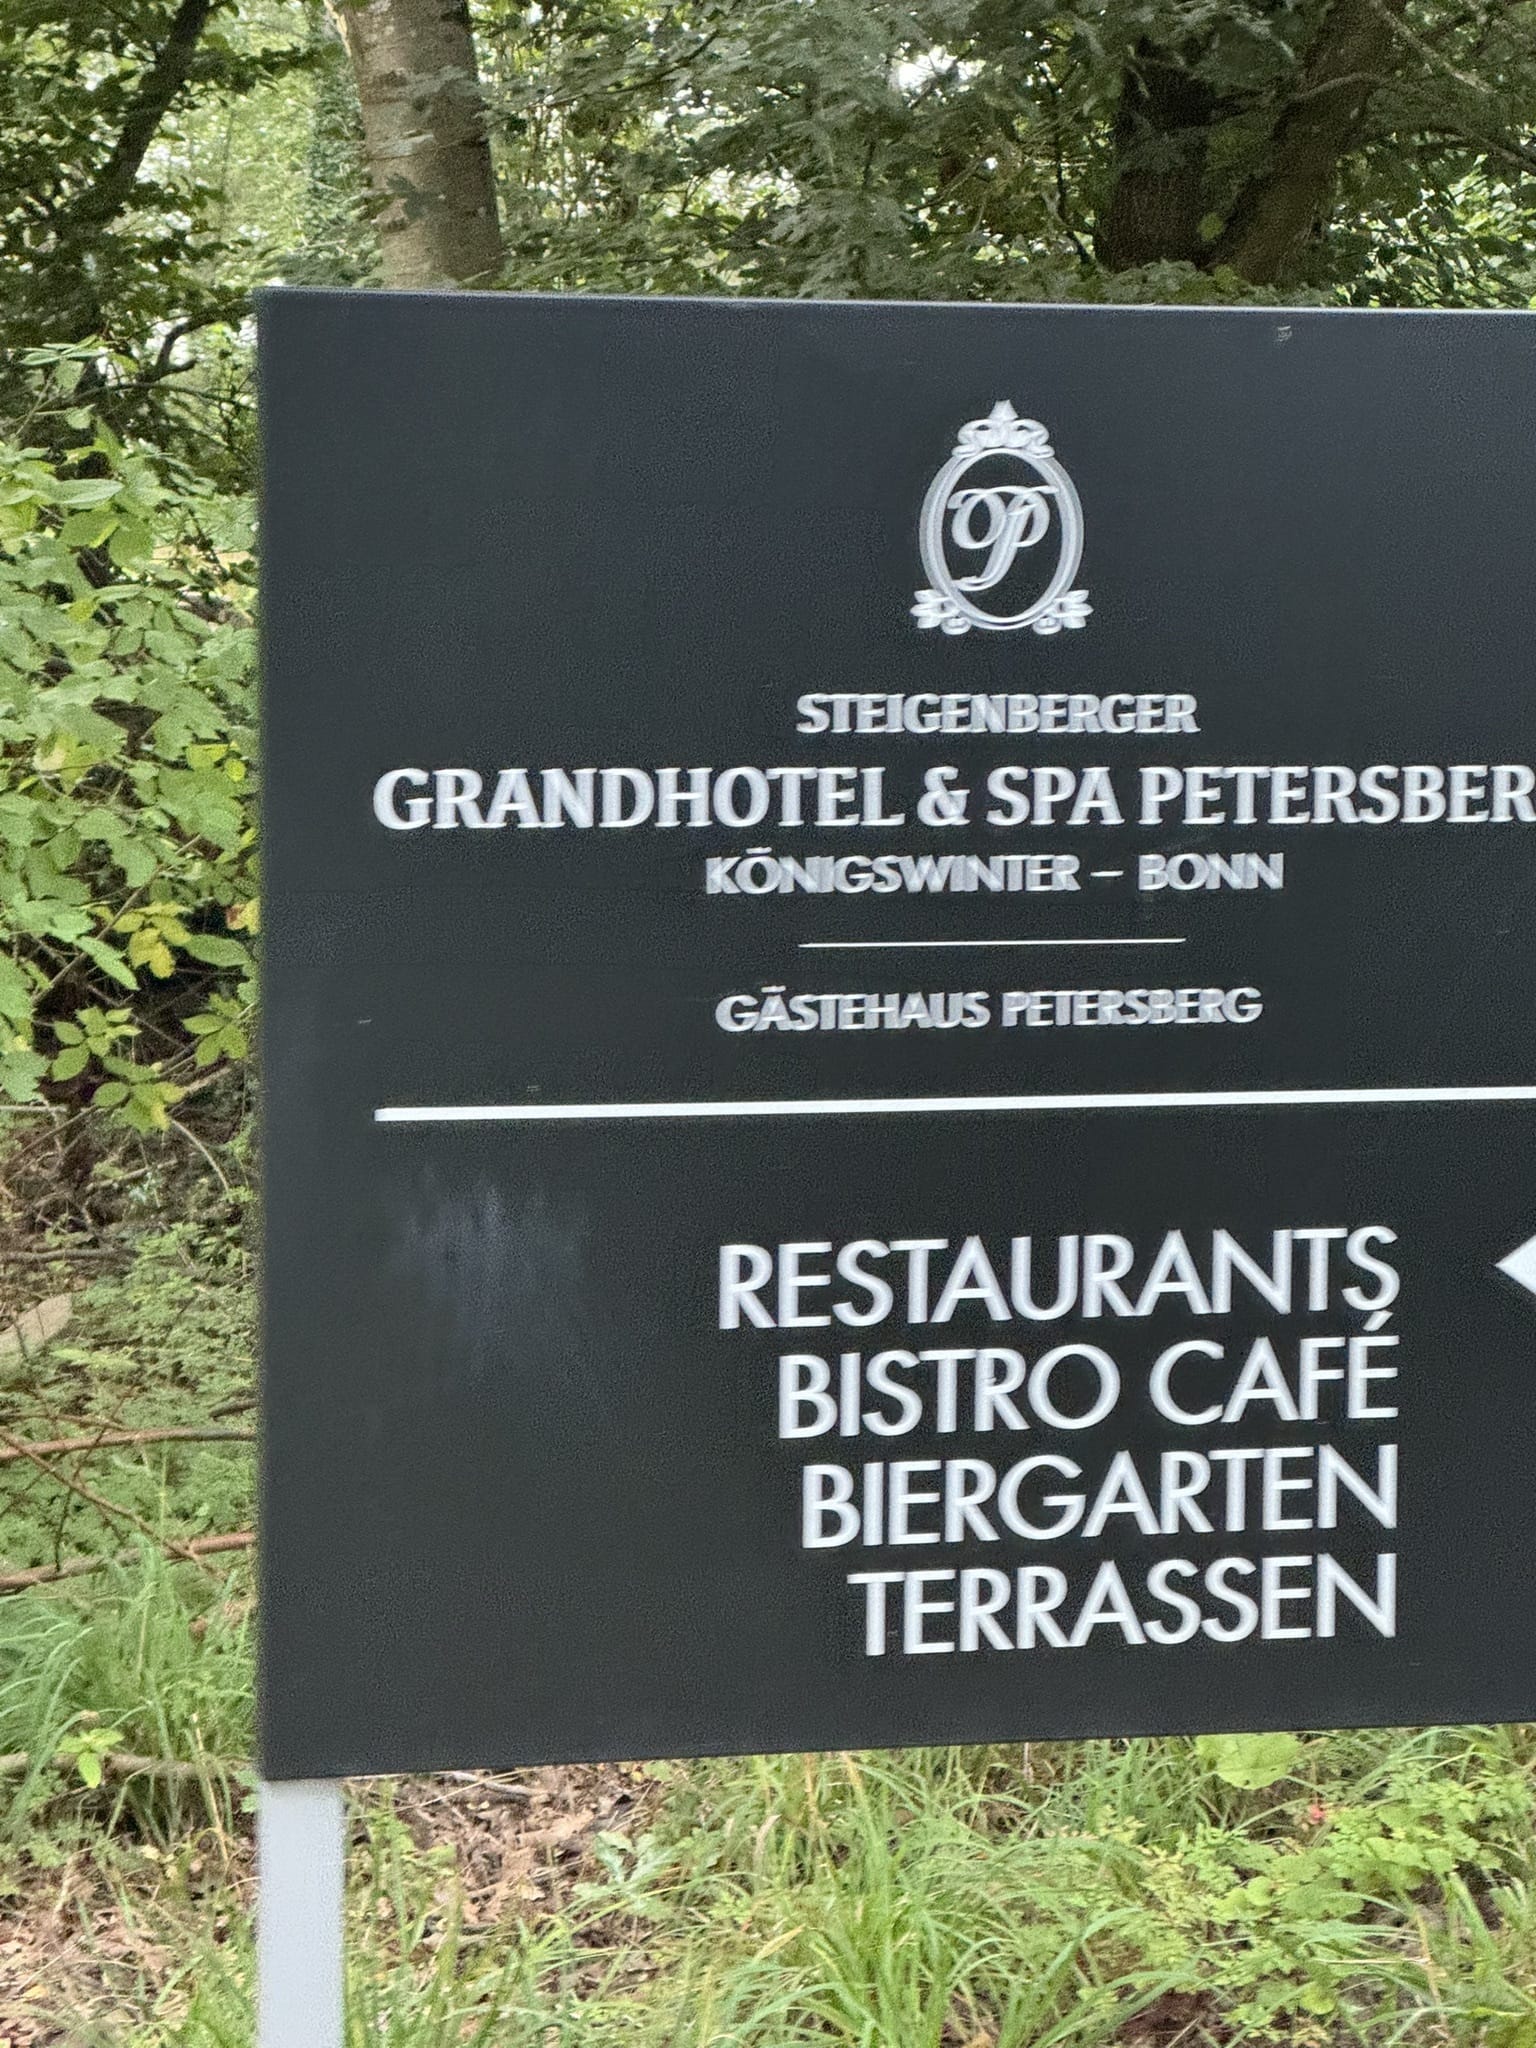 STEIGENBERGER
GRANDHOTEL & SPA PETERSBER
KÖNIGSWINTER – BONN
GÄSTEHAUS PETERSBERG
RESTAURANTS
BISTRO CAFÉ
BIERGARTEN
TERRASSEN